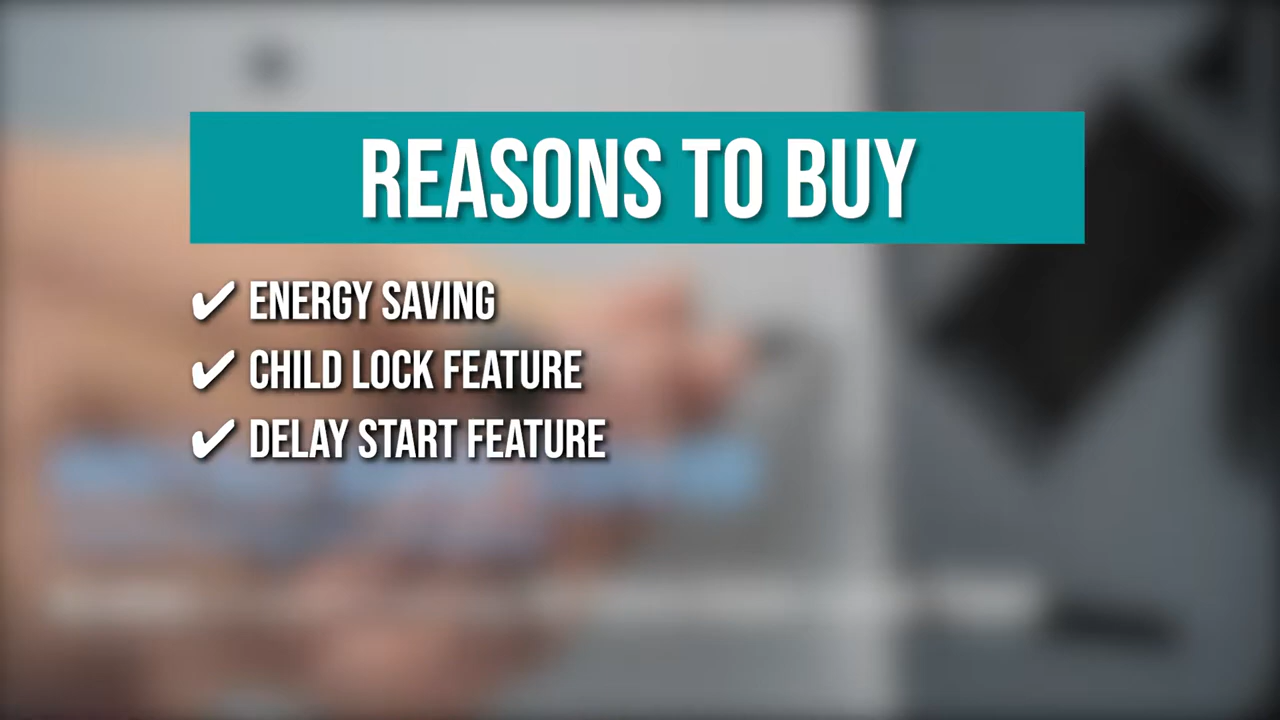 REASONS TO BUY
✔ ENERGY SAVING
✔ CHILD LOCK FEATURE
✔ DELAY START FEATURE